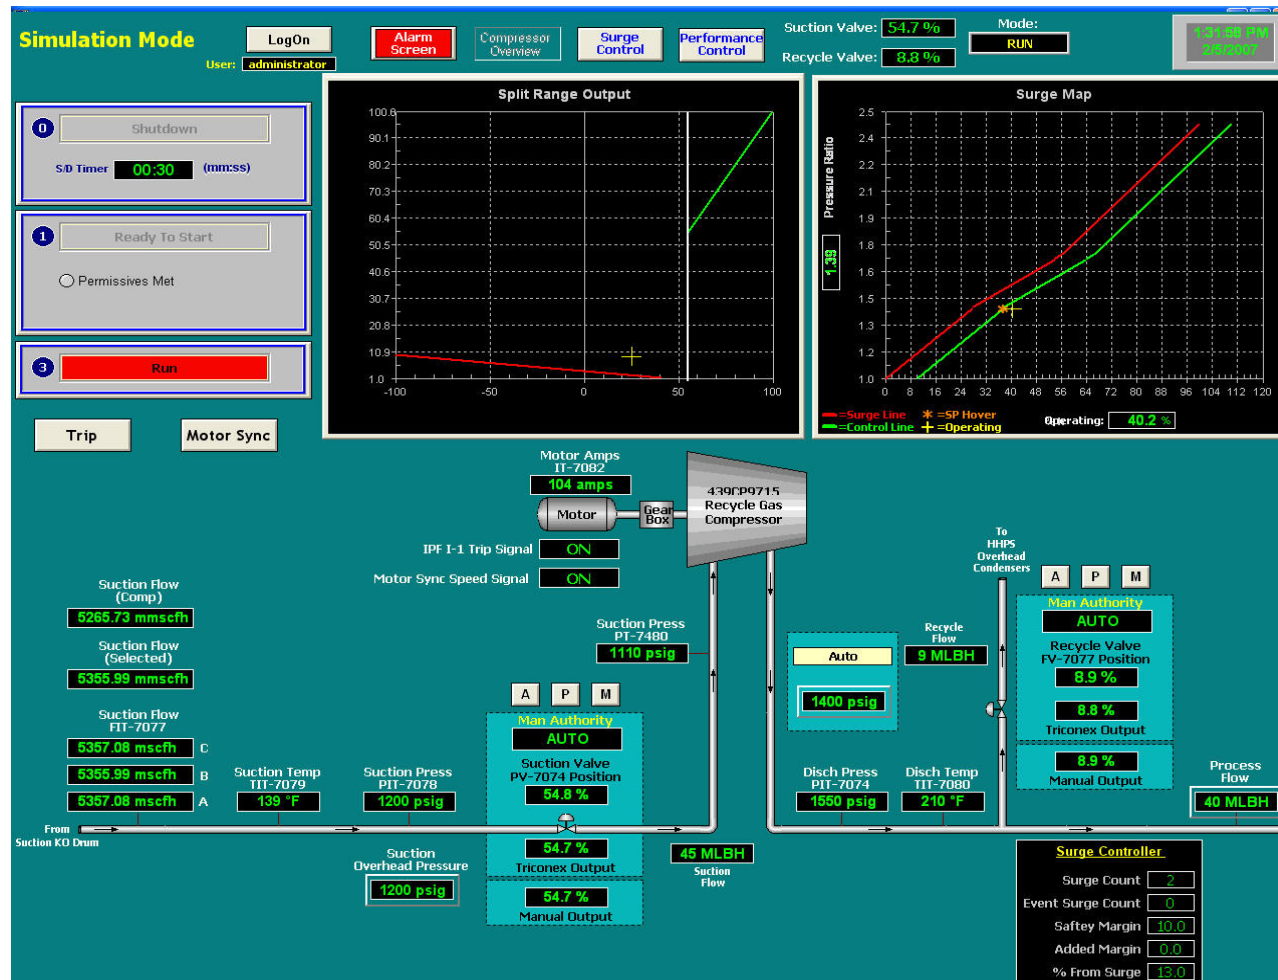 Simulation Mode
LogOn
User: administrator
Alarm Screen
Compressor Overview
Surge Control
Performance Control
Suction Valve: 54.7 %
Recycle Valve: 8.8 %
Mode:
RUN
1:31:58 PM
2/5/2007
0 Shutdown
S/D Timer 00:30 (mm:ss)
1 Ready To Start
Permissives Met
3 Run
Trip
Motor Sync
Split Range Output
100.0
90.1
80.2
70.3
60.4
50.5
40.6
30.7
20.8
10.9
1.0
-100 -50 0 50 100
Surge Map
Pressure Ratio
1.39
2.5
2.4
2.2
2.1
1.9
1.8
1.6
1.5
1.3
1.2
1.0
0 8 16 24 32 40 48 56 64 72 80 88 96 104 112 120
=Surge Line
=SP Hover
=Control Line
=Operating
Operating: 40.2 %
Motor Amps
IT-7082
104 amps
Motor
Gear
Box
439CP9715
Recycle Gas
Compressor
IPF I-1 Trip Signal ON
Motor Sync Speed Signal ON
Suction Flow
(Comp)
5265.73 mmscfh
Suction Flow
(Selected)
5355.99 mmscfh
Suction Flow
FIT-7077
5357.08 mscfh C
5355.99 mscfh B
5357.08 mscfh A
From
Suction KO Drum
Suction Temp
TIT-7079
139 °F
Suction Press
PIT-7078
1200 psig
Suction
Overhead Pressure
1200 psig
A P M
Man Authority
AUTO
Suction Valve
PV-7074 Position
54.8 %
54.7 %
Triconex Output
54.7 %
Manual Output
Suction Press
PT-7480
1110 psig
45 MLBH
Suction
Flow
Auto
1400 psig
Recycle
Flow
9 MLBH
Disch Press
PIT-7074
1550 psig
Disch Temp
TIT-7080
210 °F
To
HHPS
Overhead
Condensers
A P M
Man Authority
AUTO
Recycle Valve
FV-7077 Position
8.9 %
8.8 %
Triconex Output
8.9 %
Manual Output
Process
Flow
40 MLBH
Surge Controller
Surge Count 2
Event Surge Count 0
Saftey Margin 10.0
Added Margin 0.0
% From Surge 13.0